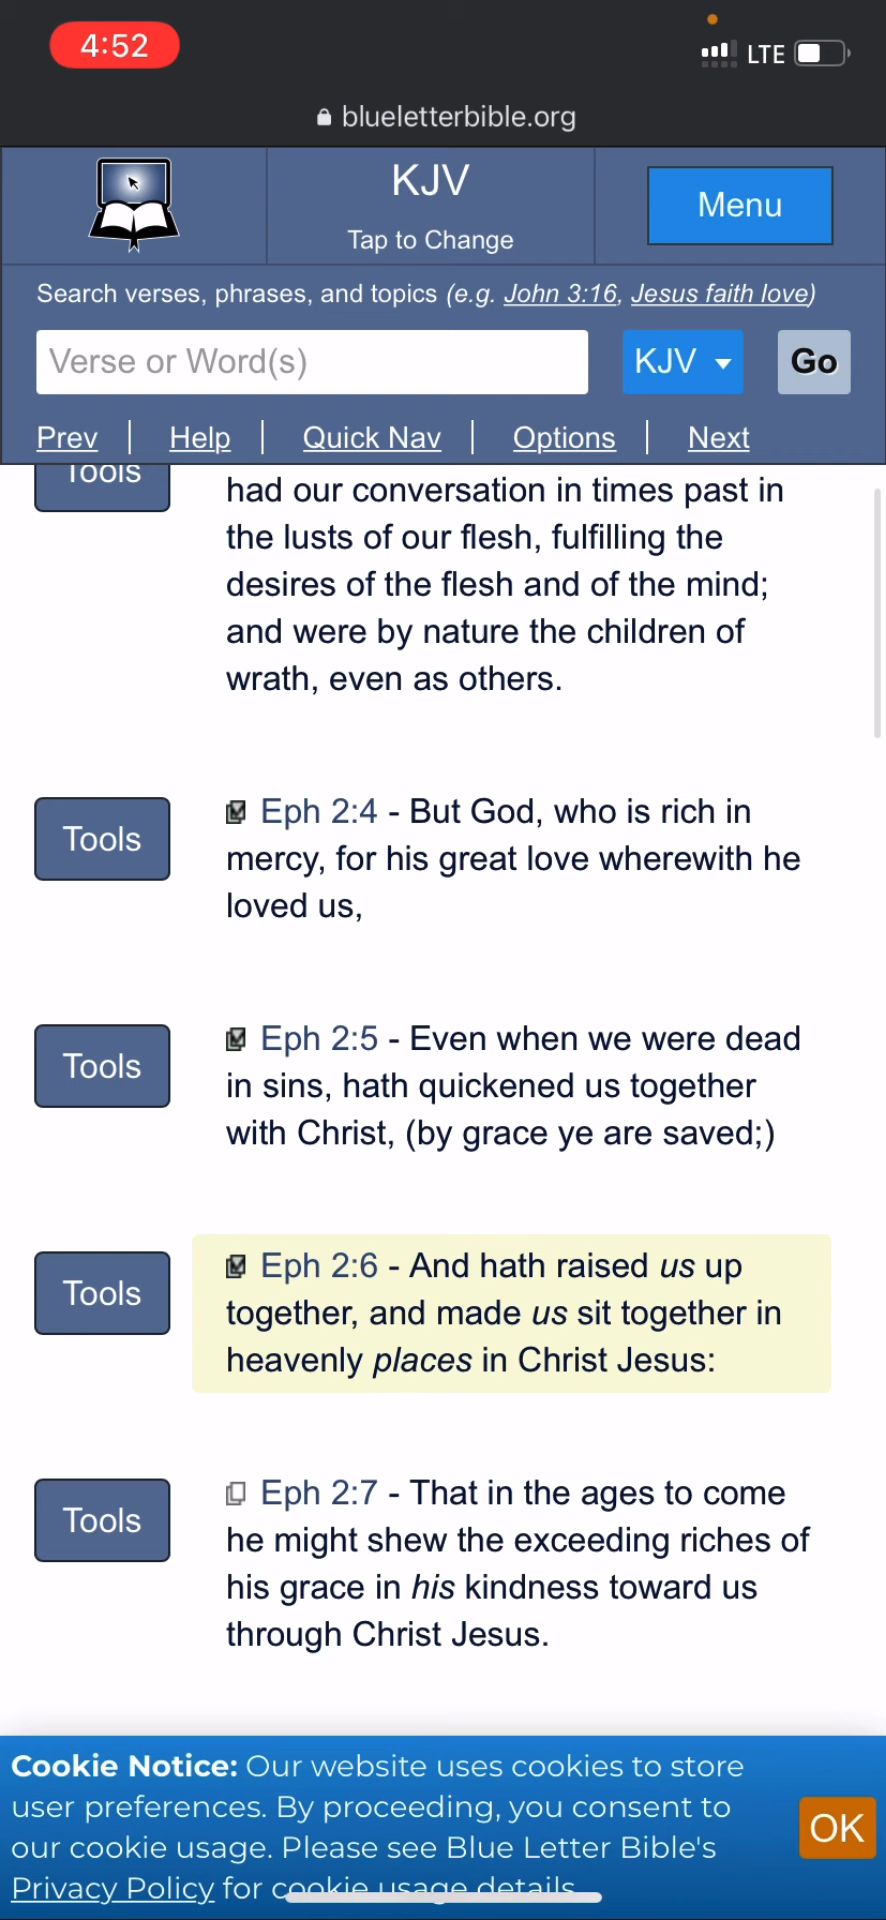 4:52
LTE
blueletterbible.org
KJV
Tap to Change
Menu
Search verses, phrases, and topics (e.g. John 3:16, Jesus faith love)
Verse or Word(s)
KJV
Go
Prev | Help | Quick Nav | Options | Next
Tools
had our conversation in times past in
the lusts of our flesh, fulfilling the
desires of the flesh and of the mind;
and were by nature the children of
wrath, even as others.
Tools
Eph 2:4 - But God, who is rich in
mercy, for his great love wherewith he
loved us,
Tools
Eph 2:5 - Even when we were dead
in sins, hath quickened us together
with Christ, (by grace ye are saved;)
Tools
Eph 2:6 - And hath raised us up
together, and made us sit together in
heavenly places in Christ Jesus:
Tools
Eph 2:7 - That in the ages to come
he might shew the exceeding riches of
his grace in his kindness toward us
through Christ Jesus.
Cookie Notice: Our website uses cookies to store
user preferences. By proceeding, you consent to
our cookie usage. Please see Blue Letter Bible's
Privacy Policy for cookie usage details.
OK